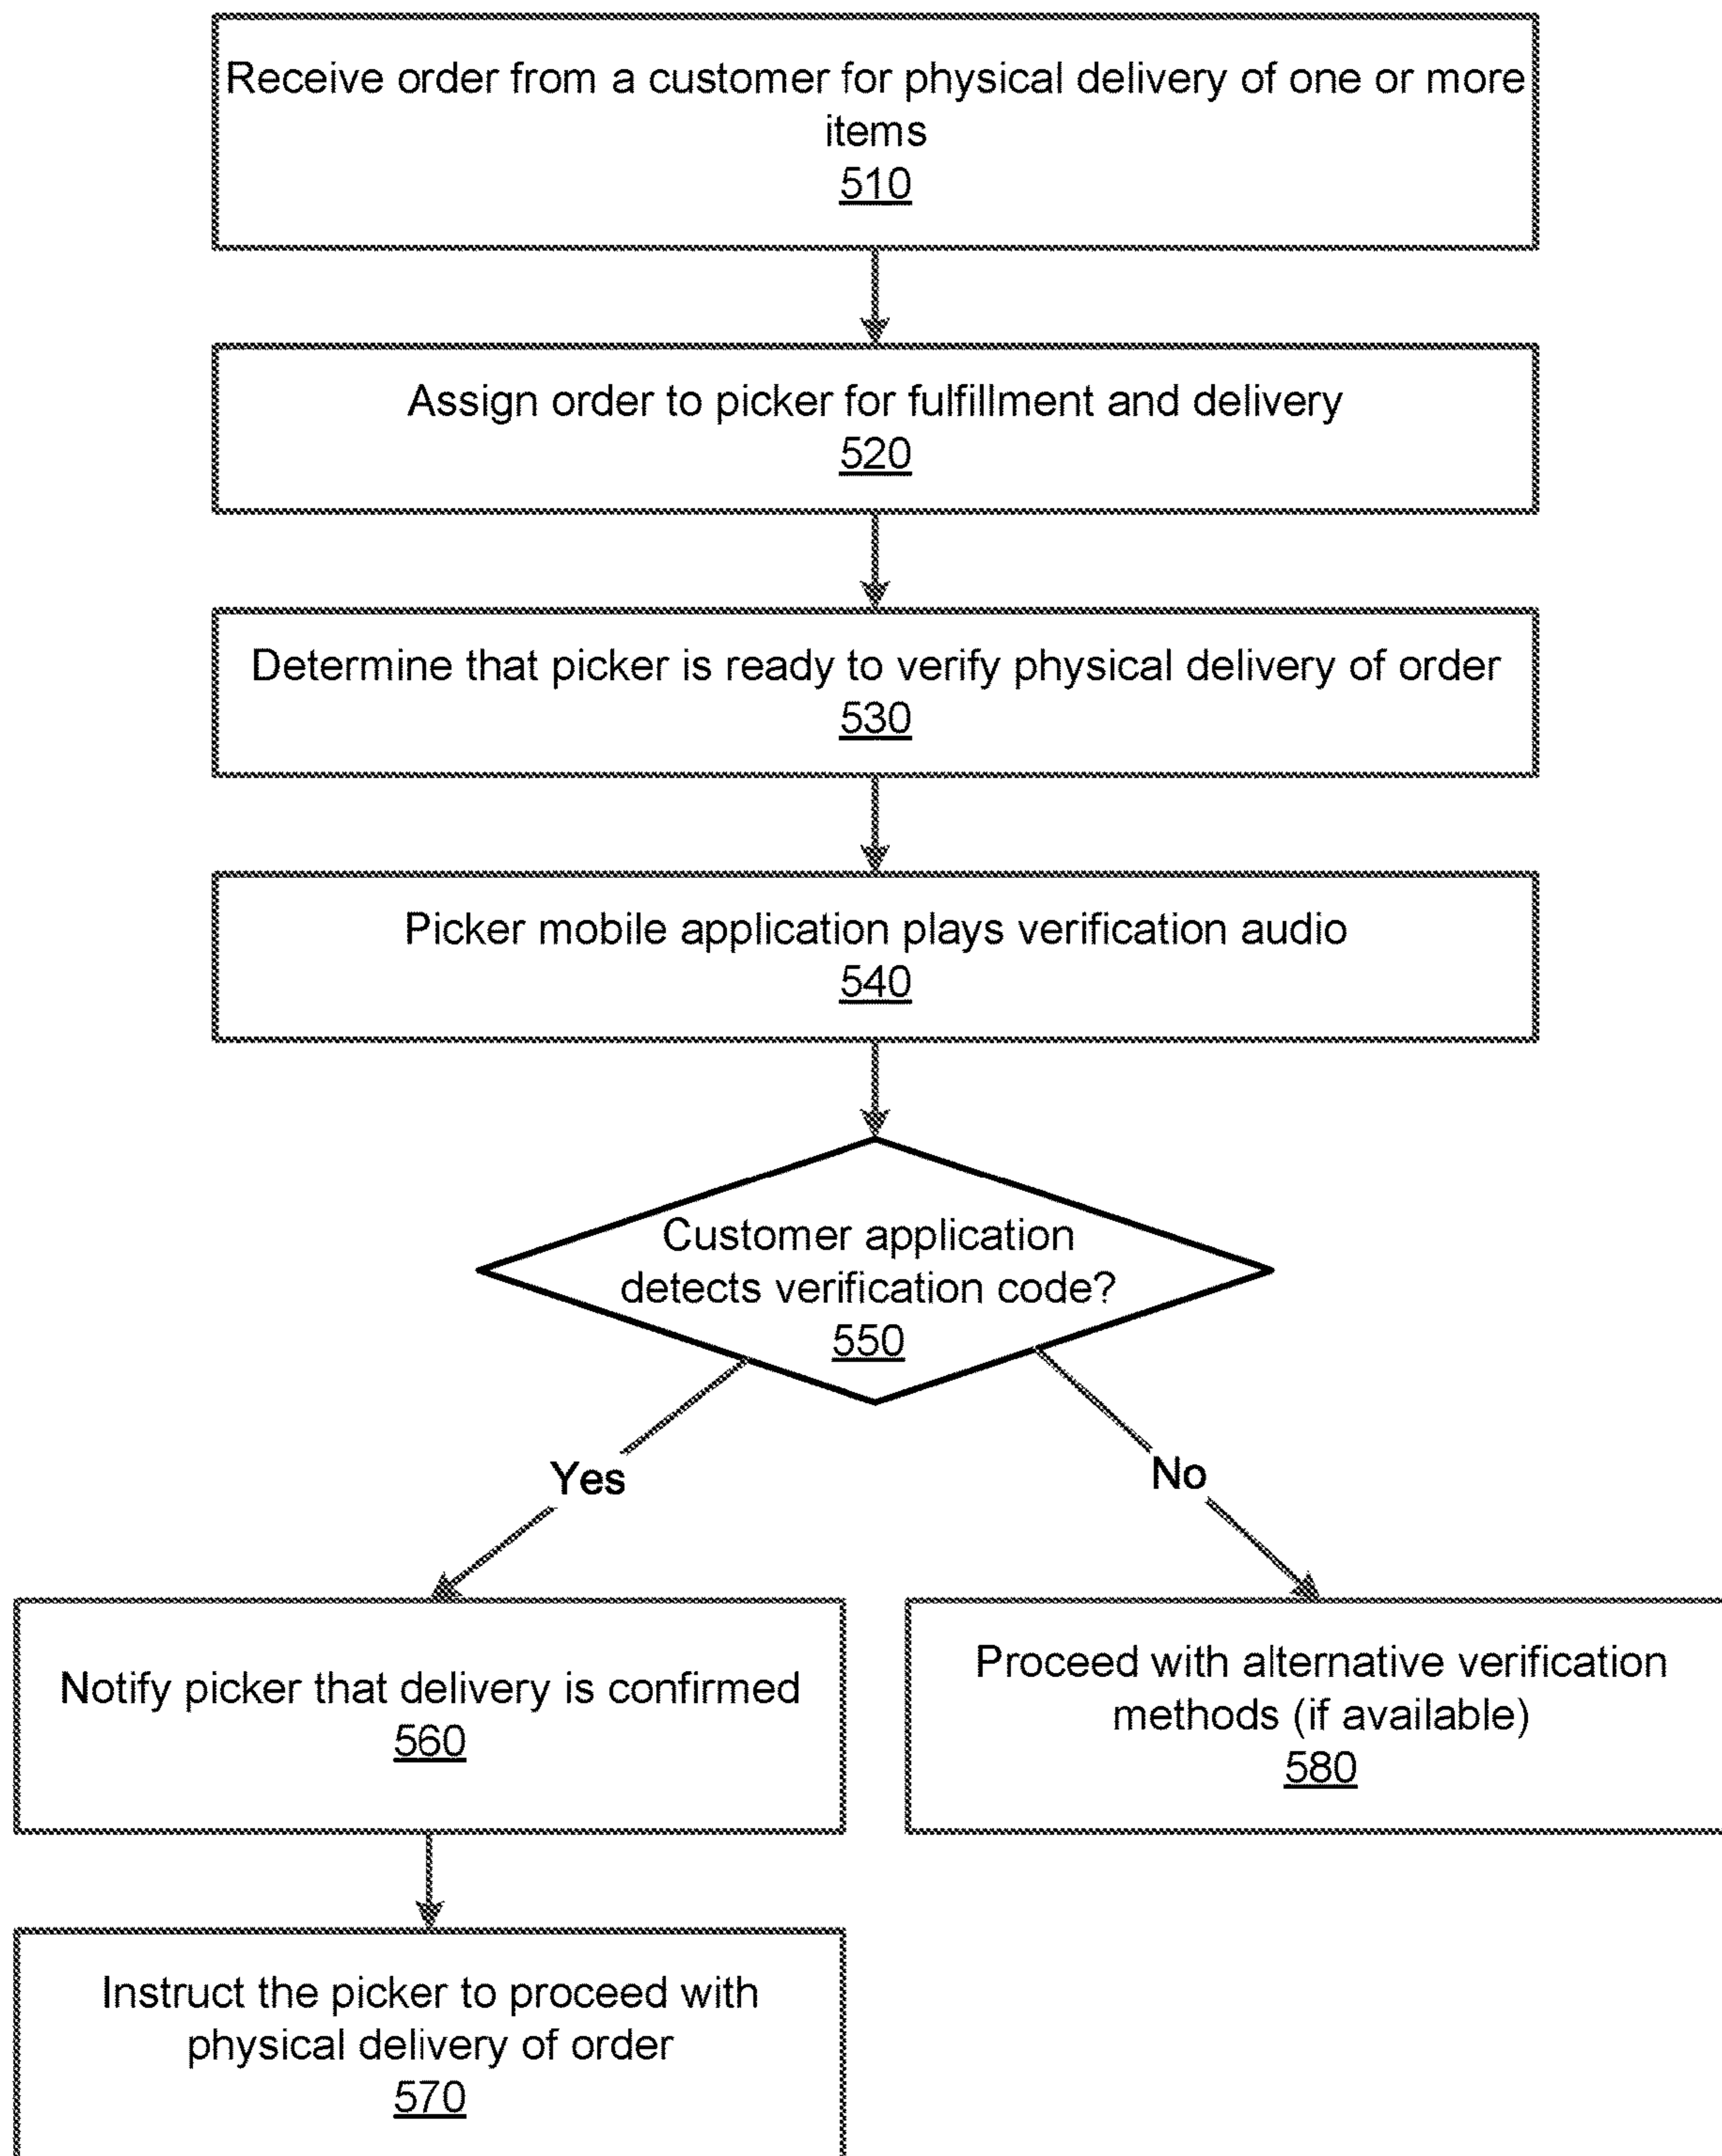 Receive order from a customer for physical delivery of one or more
items
510
Assign order to picker for fulfillment and delivery
520
Determine that picker is ready to verify physical delivery of order
530
Picker mobile application plays verification audio
540
Customer application
detects verification code?
550
Yes
No
Notify picker that delivery is confirmed
560
Proceed with alternative verification
methods (if available)
580
Instruct the picker to proceed with
physical delivery of order
570